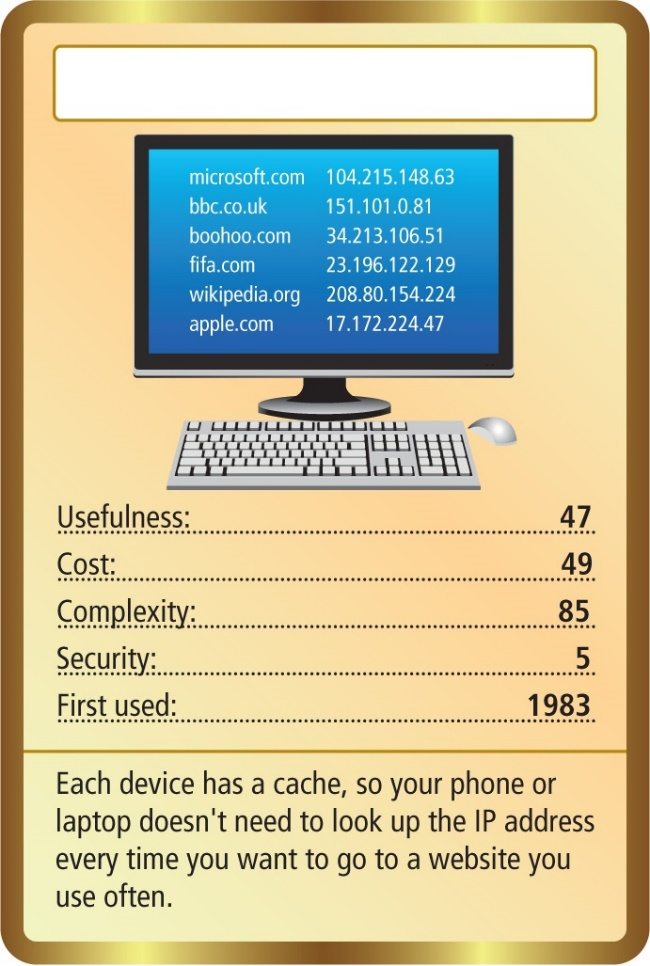 microsoft.com 104.215.148.63
bbc.co.uk 151.101.0.81
boohoo.com 34.213.106.51
fifa.com 23.196.122.129
wikipedia.org 208.80.154.224
apple.com 17.172.224.47
Usefulness: 47
Cost: 49
Complexity: 85
Security: 5
First used: 1983
Each device has a cache, so your phone or
laptop doesn't need to look up the IP address
every time you want to go to a website you
use often.